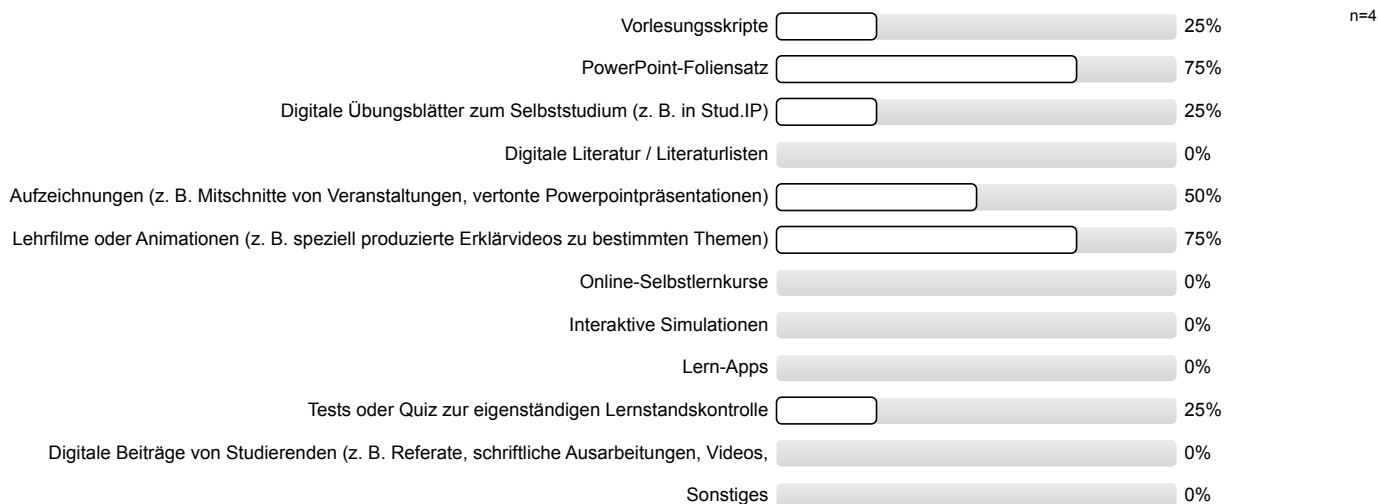 Vorlesungsskripte 25% n=4
PowerPoint-Foliensatz 75%
Digitale Übungsblätter zum Selbststudium (z. B. in Stud.IP) 25%
Digitale Literatur / Literaturlisten 0%
Aufzeichnungen (z. B. Mitschnitte von Veranstaltungen, vertonte Powerpointpräsentationen) 50%
Lehrfilme oder Animationen (z. B. speziell produzierte Erklärvideos zu bestimmten Themen) 75%
Online-Selbstlernkurse 0%
Interaktive Simulationen 0%
Lern-Apps 0%
Tests oder Quiz zur eigenständigen Lernstandskontrolle 25%
Digitale Beiträge von Studierenden (z. B. Referate, schriftliche Ausarbeitungen, Videos, 0%
Sonstiges 0%